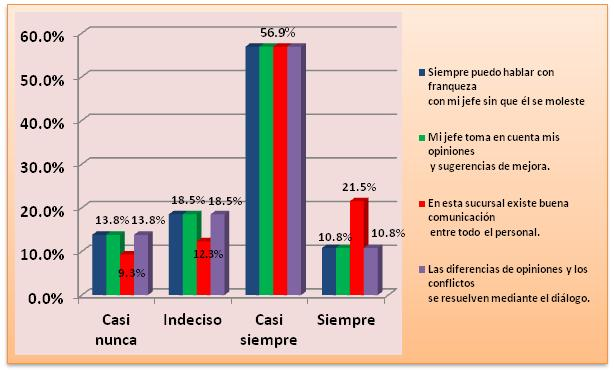 60.0%
50.0%
40.0%
30.0%
20.0%
10.0%
0.0%
13.8%
13.8%
9.3%
18.5%
18.5%
12.3%
56.9%
10.8%
21.5%
10.8%
Casi
nunca
Indeciso
Casi
siempre
Siempre
Siempre puedo hablar con
franqueza
con mi jefe sin que él se moleste
Mi jefe toma en cuenta mis
opiniones
y sugerencias de mejora.
En esta sucursal existe buena
comunicación
entre todo el personal.
Las diferencias de opiniones y los
conflictos
se resuelven mediante el diálogo.